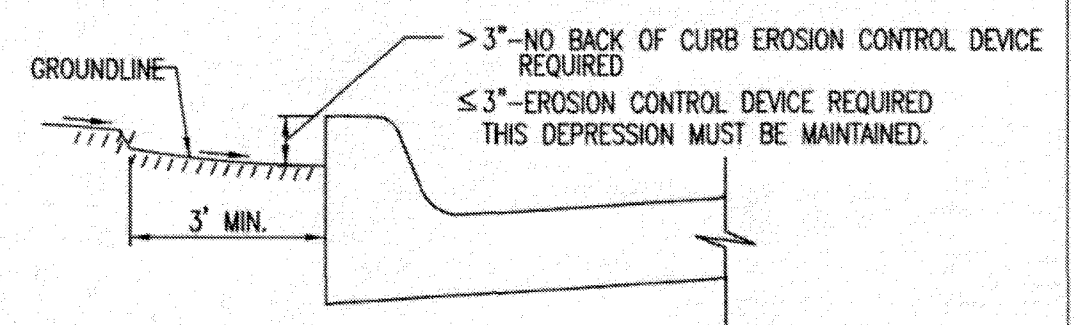 > 3"-NO BACK OF CURB EROSION CONTROL DEVICE
REQUIRED
GROUNDLINE
≤ 3"-EROSION CONTROL DEVICE REQUIRED
THIS DEPRESSION MUST BE MAINTAINED.
3' MIN.